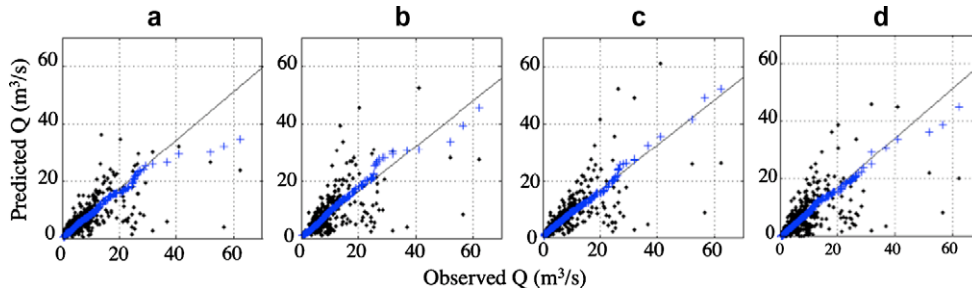 a b c d
Predicted Q (m³/s)
60 60 60 60
40 40 40 40
20 20 20 20
0 0 0 0
0 20 40 60 0 20 40 60 0 20 40 60 0 20 40 60
Observed Q (m³/s)